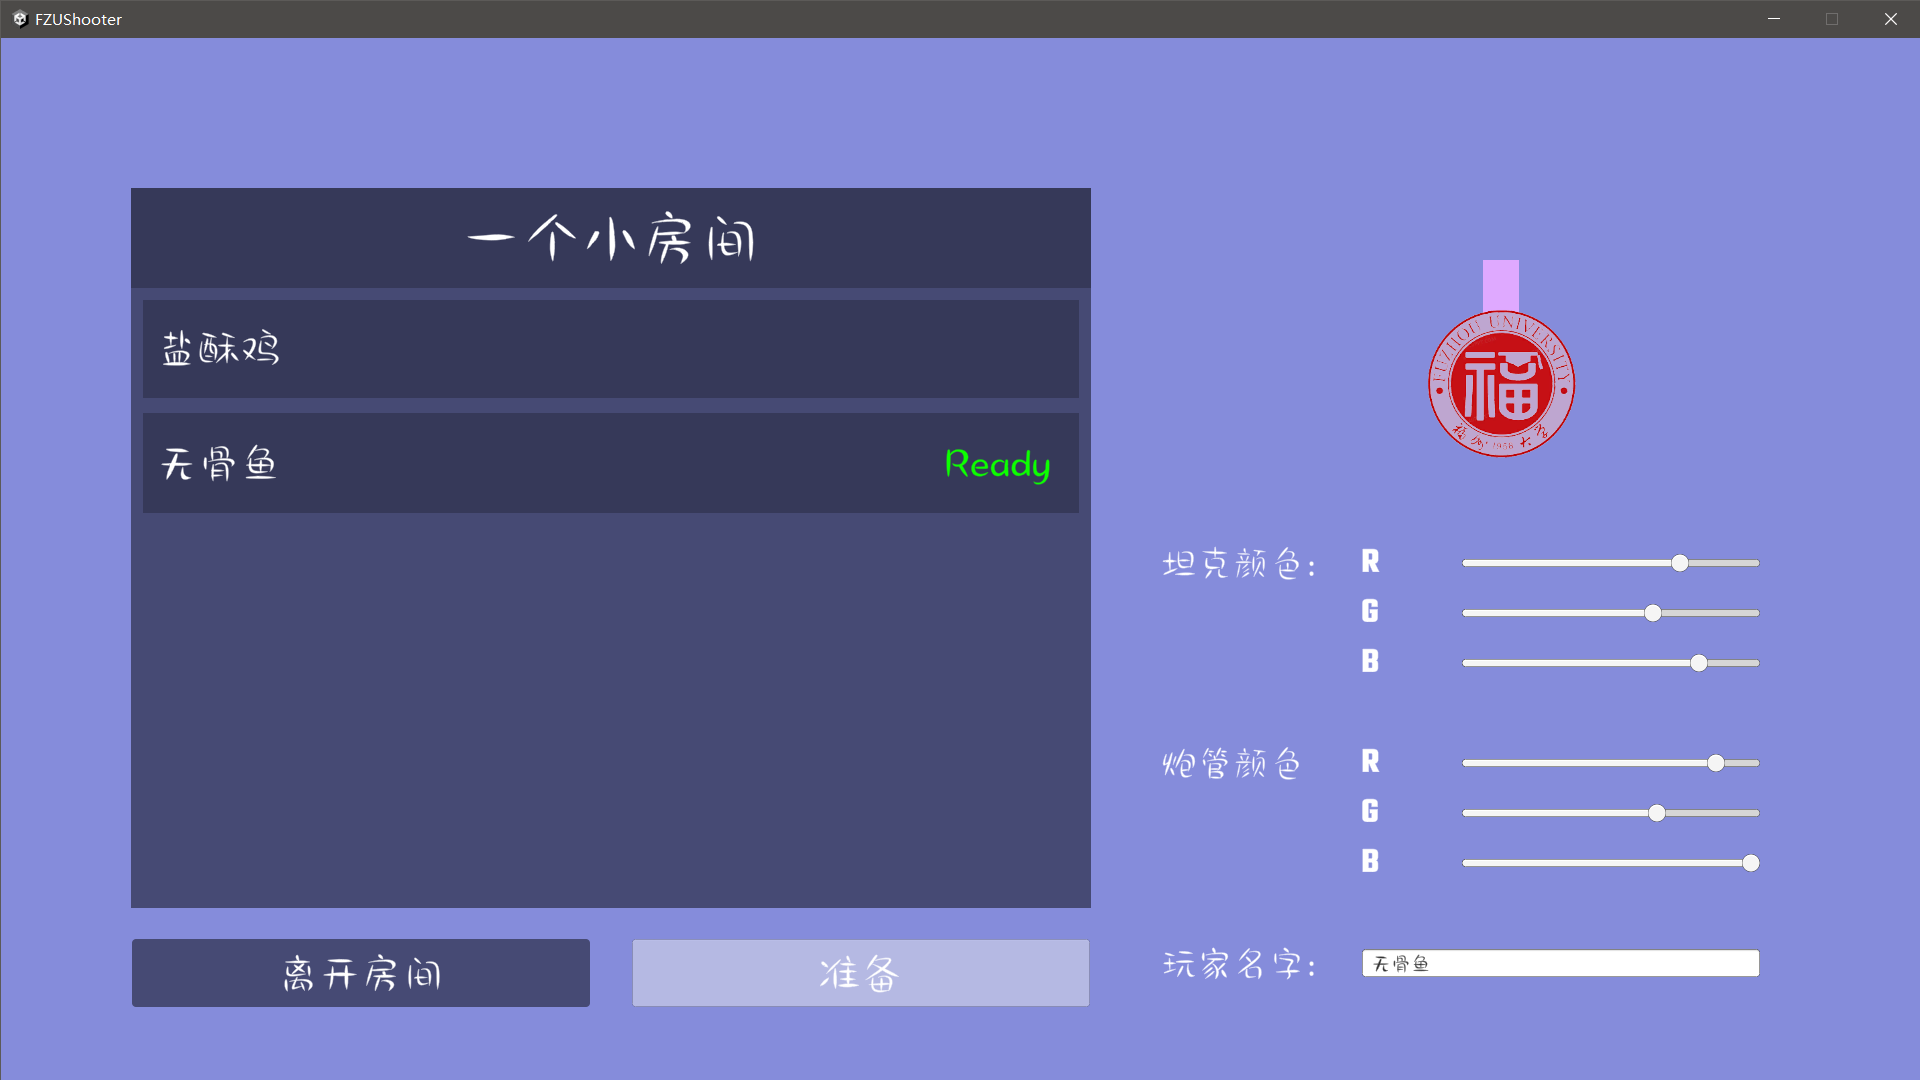 FZUShooter
一个小房间
盐酥鸡
无骨鱼 Ready
离开房间
准备
FUZHOU UNIVERSITY
福
福州大学
1958
坦克颜色: R
G
B
炮管颜色 R
G
B
玩家名字: 无骨鱼